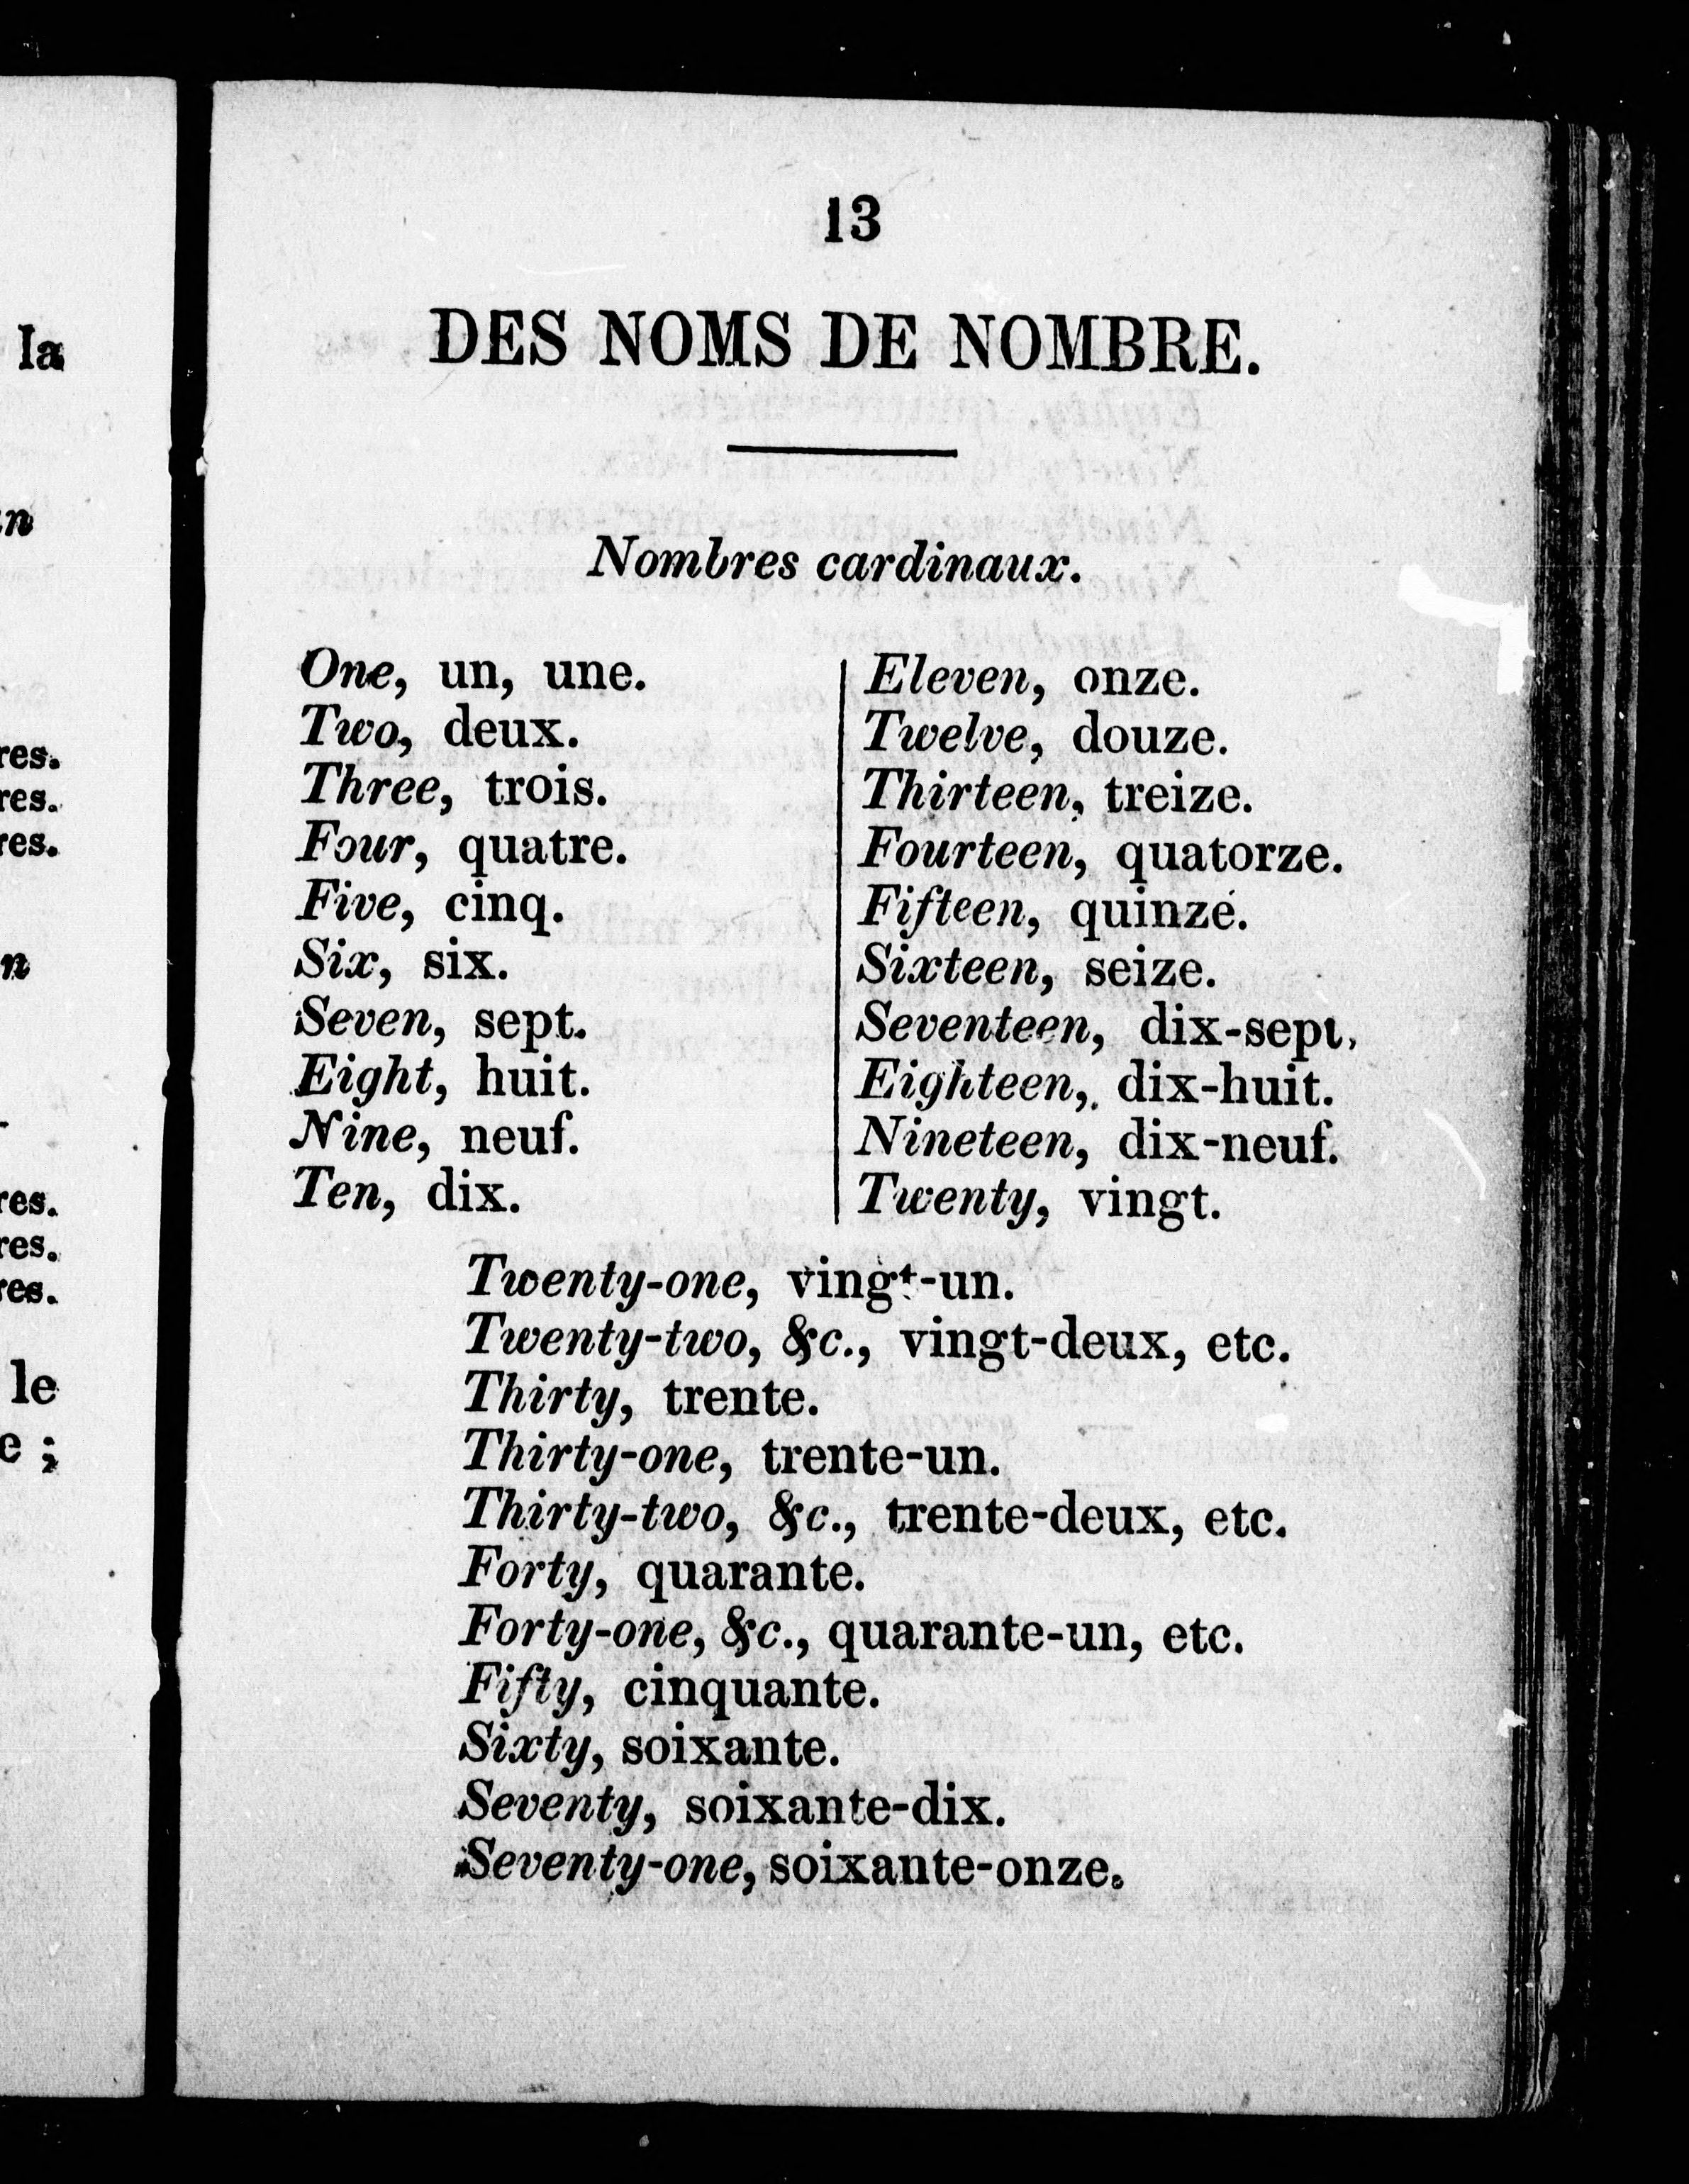 13
DES NOMS DE NOMBRE.
Nombres cardinaux.
One, un, une.
Two, deux.
Three, trois.
Four, quatre.
Five, cinq.
Six, six.
Seven, sept.
Eight, huit.
Nine, neuf.
Ten, dix.
Eleven, onze.
Twelve, douze.
Thirteen, treize.
Fourteen, quatorze.
Fifteen, quinze.
Sixteen, seize.
Seventeen, dix-sept.
Eighteen, dix-huit.
Nineteen, dix-neuf.
Twenty, vingt.
Twenty-one, vingt-un.
Twenty-two, &c., vingt-deux, etc.
Thirty, trente.
Thirty-one, trente-un.
Thirty-two, &c., trente-deux, etc.
Forty, quarante.
Forty-one, &c., quarante-un, etc.
Fifty, cinquante.
Sixty, soixante.
Seventy, soixante-dix.
Seventy-one, soixante-onze.